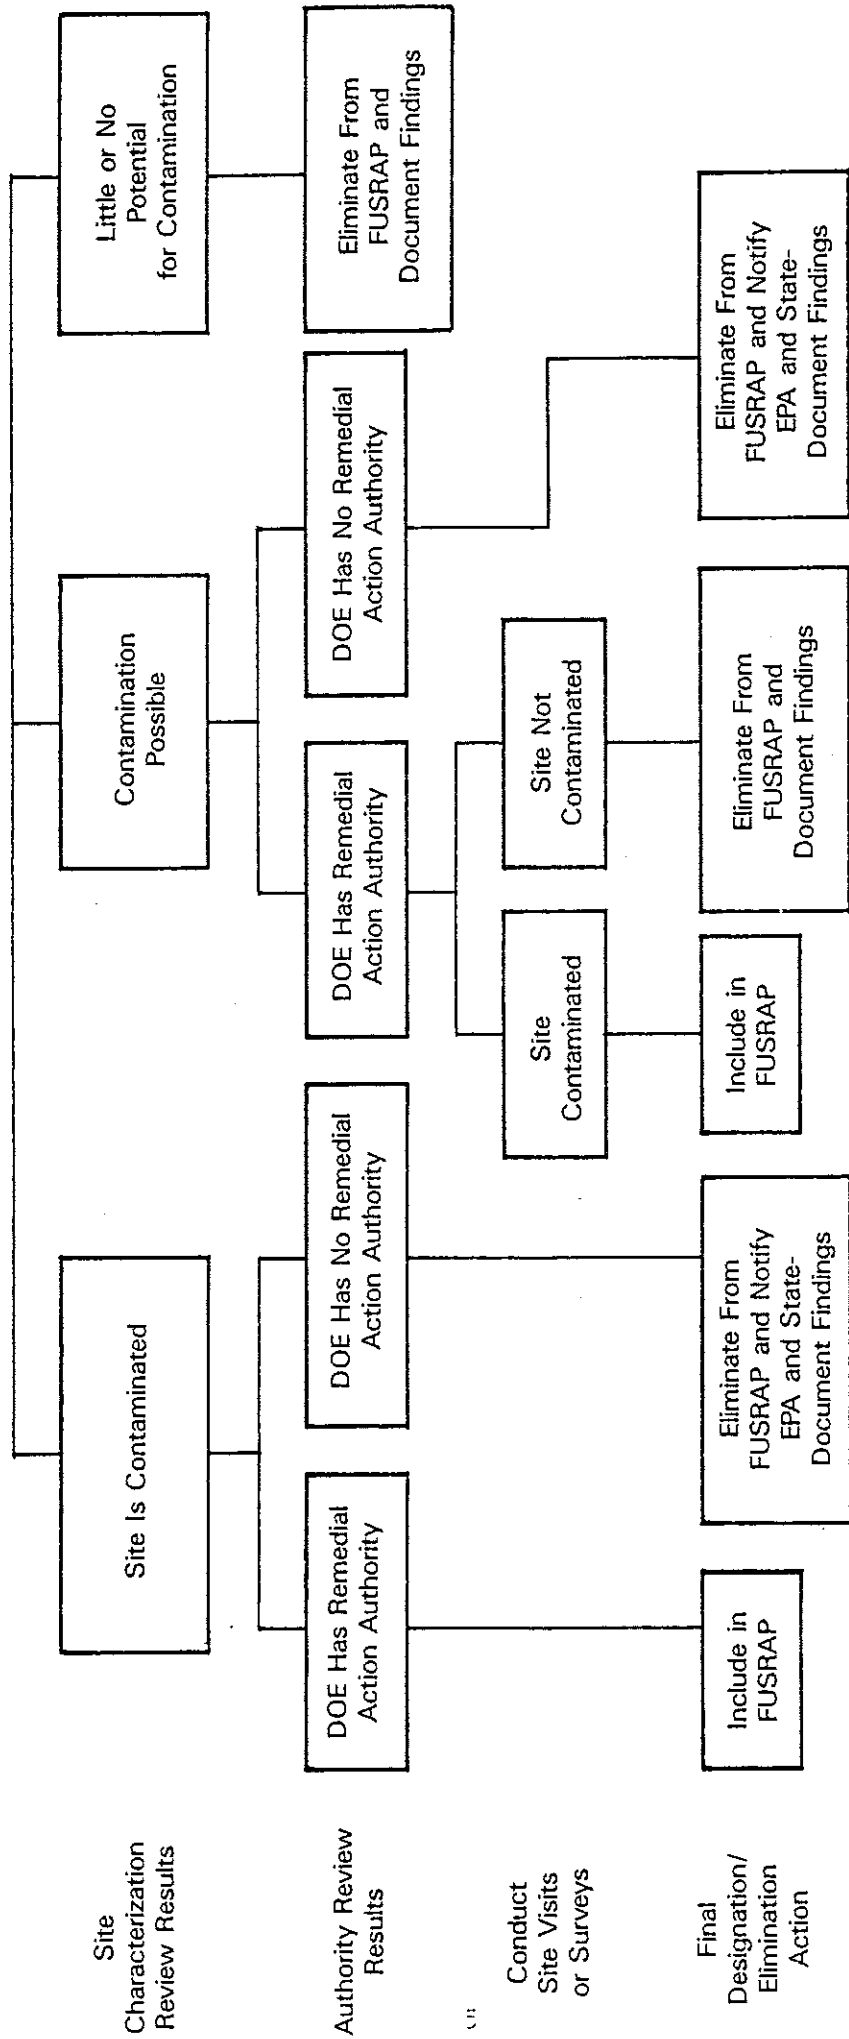 Site
Characterization
Review Results
Site Is Contaminated
Contamination
Possible
Little or No
Potential
for Contamination
Authority Review
Results
DOE Has Remedial
Action Authority
DOE Has No Remedial
Action Authority
DOE Has Remedial
Action Authority
DOE Has No Remedial
Action Authority
Eliminate From
FUSRAP and
Document Findings
Conduct
Site Visits
or Surveys
Site
Contaminated
Site Not
Contaminated
Final
Designation/
Elimination
Action
Include in
FUSRAP
Eliminate From
FUSRAP and Notify
EPA and State-
Document Findings
Include in
FUSRAP
Eliminate From
FUSRAP and
Document Findings
Eliminate From
FUSRAP and Notify
EPA and State-
Document Findings